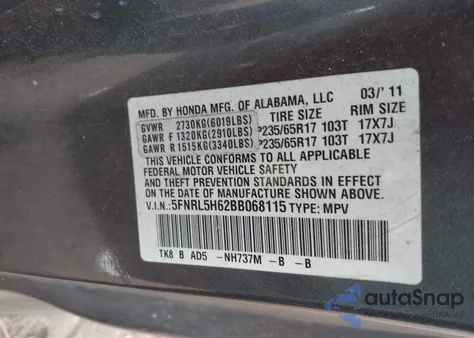 MFD. BY HONDA MFG. OF ALABAMA, LLC 03/'11
TIRE SIZE RIM SIZE
GVWR 2730KG(6019LBS)
GAWR F 1320KG(2910LBS) P235/65R17 103T 17X7J
GAWR R 1515KG(3340LBS) P235/65R17 103T 17X7J
THIS VEHICLE CONFORMS TO ALL APPLICABLE
FEDERAL MOTOR VEHICLE SAFETY
AND THEFT PREVENTION STANDARDS IN EFFECT
ON THE DATE OF MANUFACTURE SHOWN ABOVE.
V.I.N.: 5FNRL5H62BB068115 TYPE: MPV
TK8 B AD5 -NH737M -B -B
autoSnap